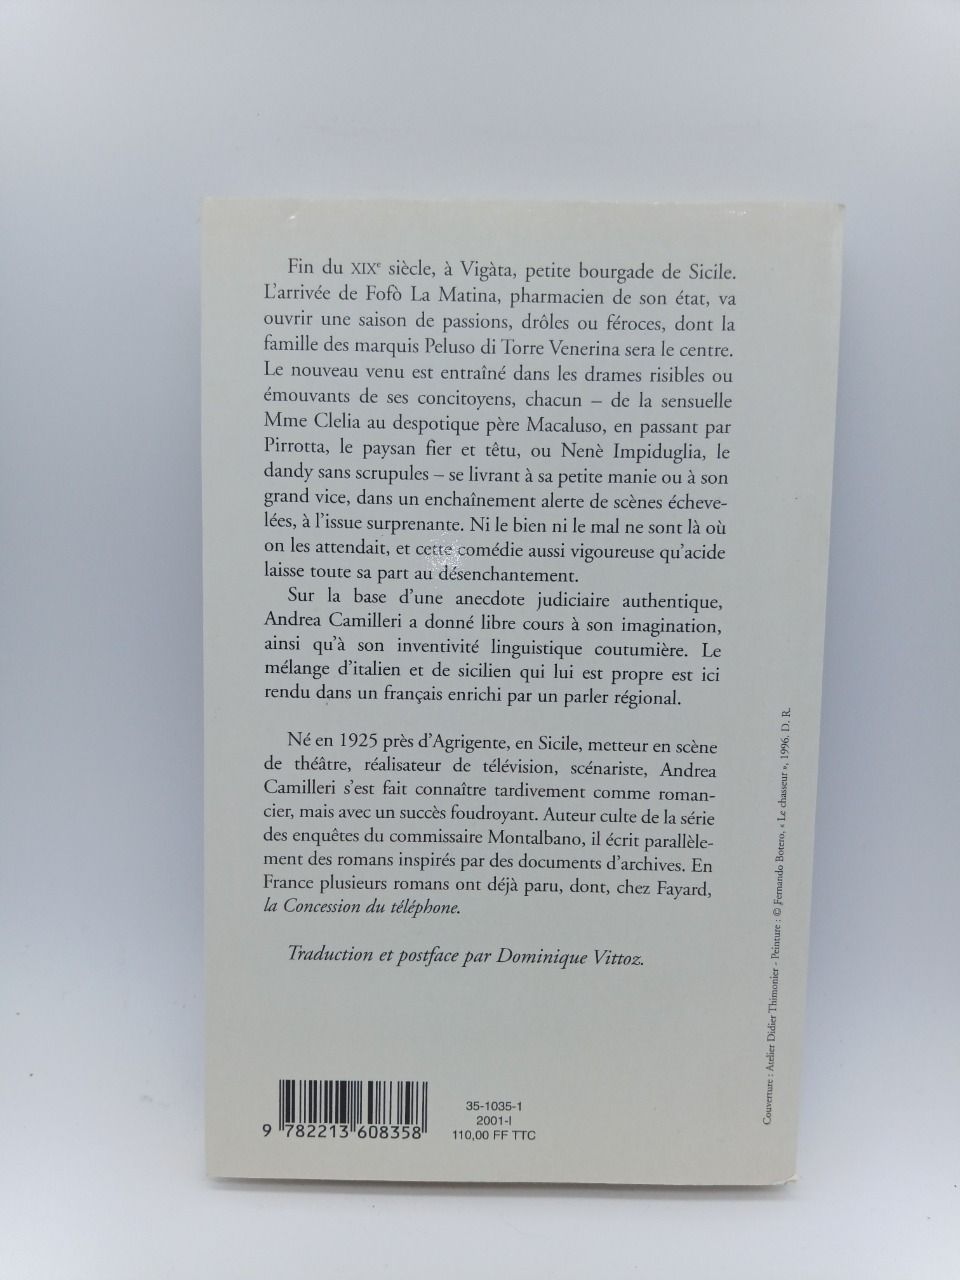 Fin du XIXe siècle, à Vigàta, petite bourgade de Sicile.
L'arrivée de Fofò La Matina, pharmacien de son état, va
ouvrir une saison de passions, drôles ou féroces, dont la
famille des marquis Peluso di Torre Venerina sera le centre.
Le nouveau venu est entraîné dans les drames risibles ou
émouvants de ses concitoyens, chacun – de la sensuelle
Mme Clelia au despotique père Macaluso, en passant par
Pirrotta, le paysan fier et têtu, ou Nenè Impiduglia, le
dandy sans scrupules – se livrant à sa petite manie ou à son
grand vice, dans un enchaînement alerte de scènes écheve-
lées, à l'issue surprenante. Ni le bien ni le mal ne sont là où
on les attendait, et cette comédie aussi vigoureuse qu'acide
laisse toute sa part au désenchantement.
Sur la base d'une anecdote judiciaire authentique,
Andrea Camilleri a donné libre cours à son imagination,
ainsi qu'à son inventivité linguistique coutumière. Le
mélange d'italien et de sicilien qui lui est propre est ici
rendu dans un français enrichi par un parler régional.
Né en 1925 près d'Agrigente, en Sicile, metteur en scène
de théâtre, réalisateur de télévision, scénariste, Andrea
Camilleri s'est fait connaître tardivement comme roman-
cier, mais avec un succès foudroyant. Auteur culte de la série
des enquêtes du commissaire Montalbano, il écrit parallèle-
ment des romans inspirés par des documents d'archives. En
France plusieurs romans ont déjà paru, dont, chez Fayard,
la Concession du téléphone.
Traduction et postface par Dominique Vittoz.
Couverture : Atelier Didier Thimonier - Peinture : © Fernando Botero, « Le chasseur », 1996. D. R.
9 782213 608358
35-1035-1
2001-I
110,00 FF TTC